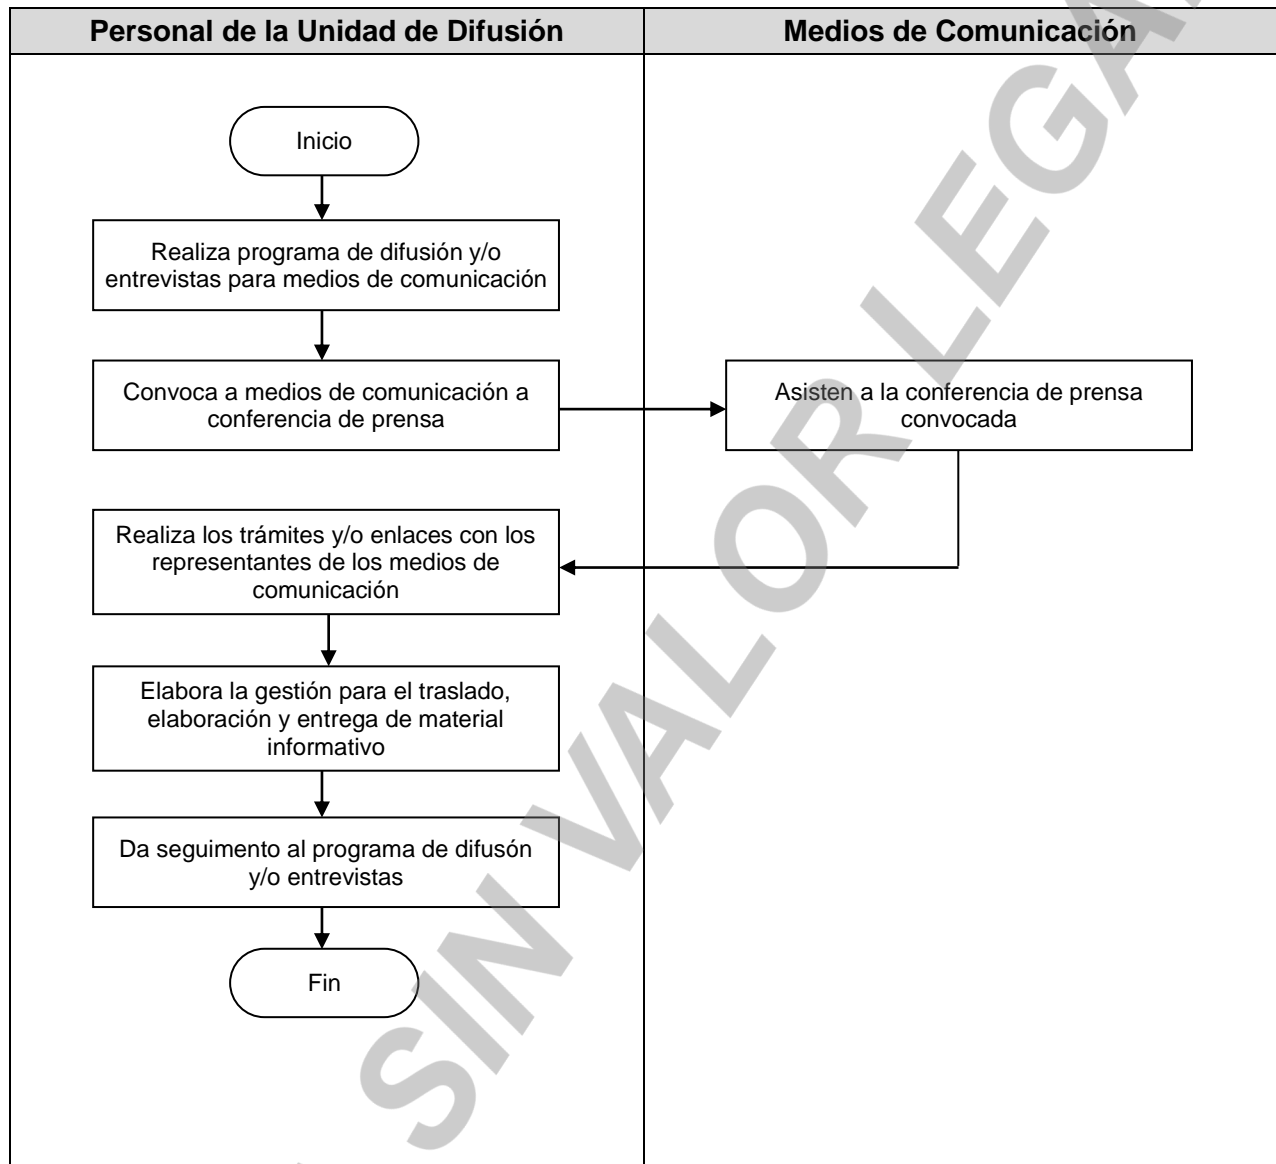 Personal de la Unidad de Difusión
Medios de Comunicación
Inicio
Realiza programa de difusión y/o
entrevistas para medios de comunicación
Convoca a medios de comunicación a
conferencia de prensa
Asisten a la conferencia de prensa
convocada
Realiza los trámites y/o enlaces con los
representantes de los medios de
comunicación
Elabora la gestión para el traslado,
elaboración y entrega de material
informativo
Da seguimento al programa de difusón
y/o entrevistas
Fin
SIN VALOR LEGAL